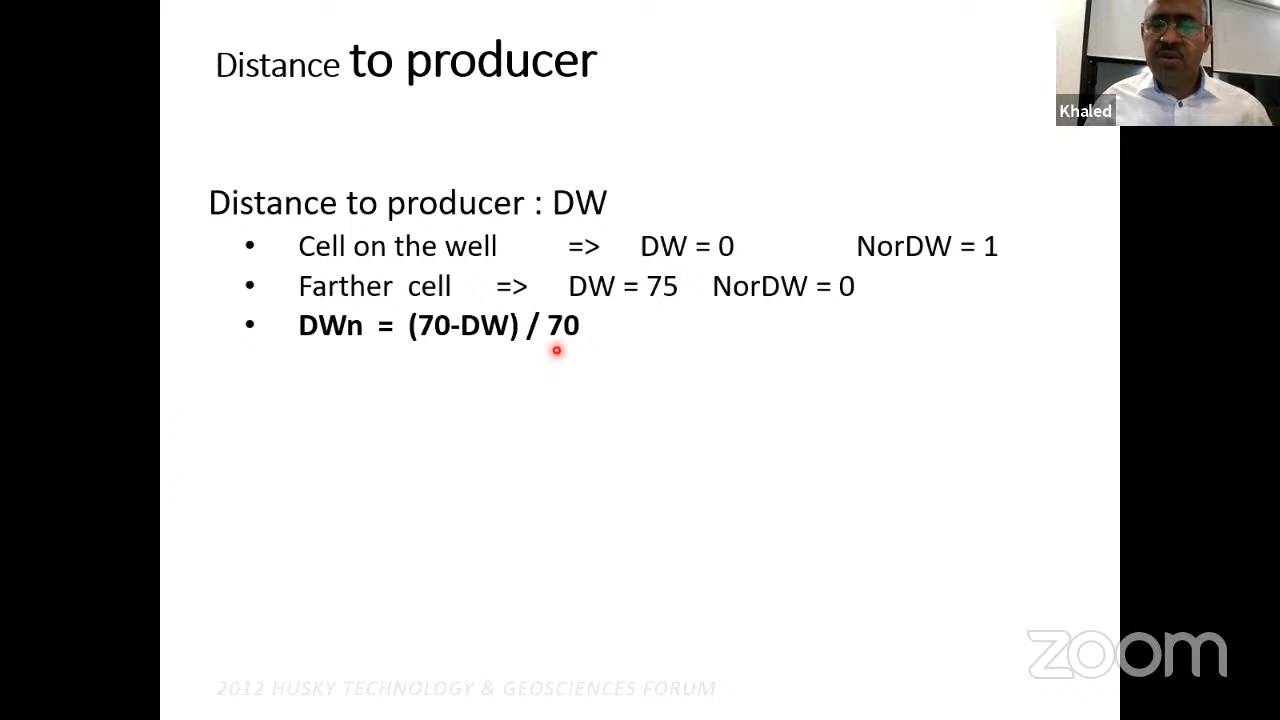 Distance to producer
Khaled
Distance to producer : DW
• Cell on the well => DW = 0 NorDW = 1
• Farther cell => DW = 75 NorDW = 0
• DWn = (70-DW) / 70
zoom
2012 HUSKY TECHNOLOGY & GEOSCIENCES FORUM